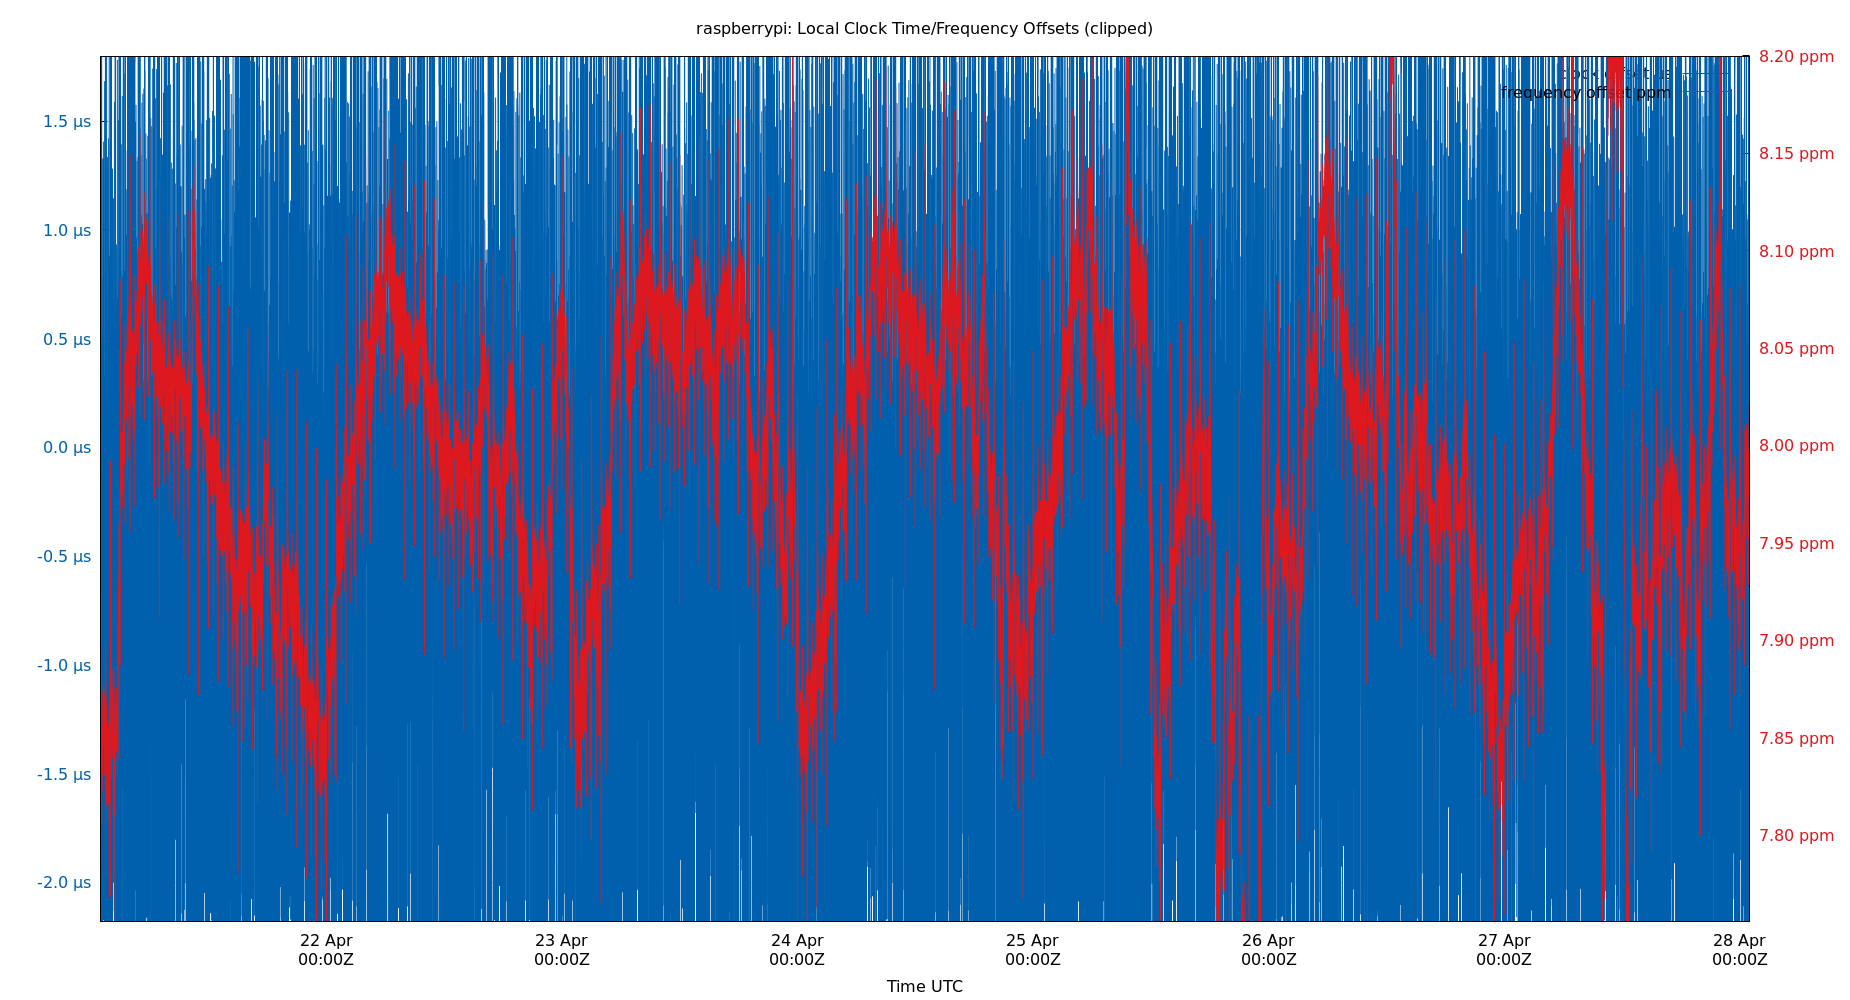 raspberrypi: Local Clock Time/Frequency Offsets (clipped)
8.20 ppm
clock offset µs
frequency offset ppm
1.5 µs
8.15 ppm
1.0 µs
8.10 ppm
0.5 µs
8.05 ppm
0.0 µs
8.00 ppm
-0.5 µs
7.95 ppm
-1.0 µs
7.90 ppm
-1.5 µs
7.85 ppm
7.80 ppm
-2.0 µs
22 Apr
00:00Z
23 Apr
00:00Z
24 Apr
00:00Z
25 Apr
00:00Z
26 Apr
00:00Z
27 Apr
00:00Z
28 Apr
00:00Z
Time UTC